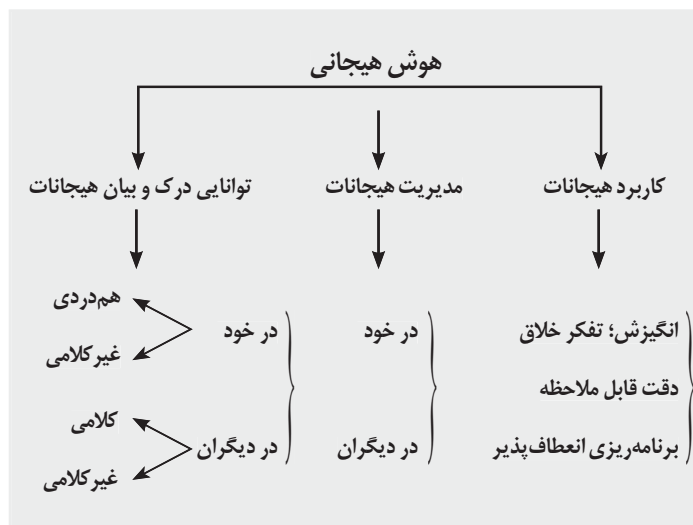 هوش هیجانی
کاربرد هیجانات
مدیریت هیجانات
توانایی درک و بیان هیجانات
انگیزش؛ تفکر خلاق
دقت قابل ملاحظه
برنامه‌ریزی انعطاف‌پذیر
در خود
در دیگران
در خود
هم‌دردی
غیرکلامی
در دیگران
کلامی
غیرکلامی